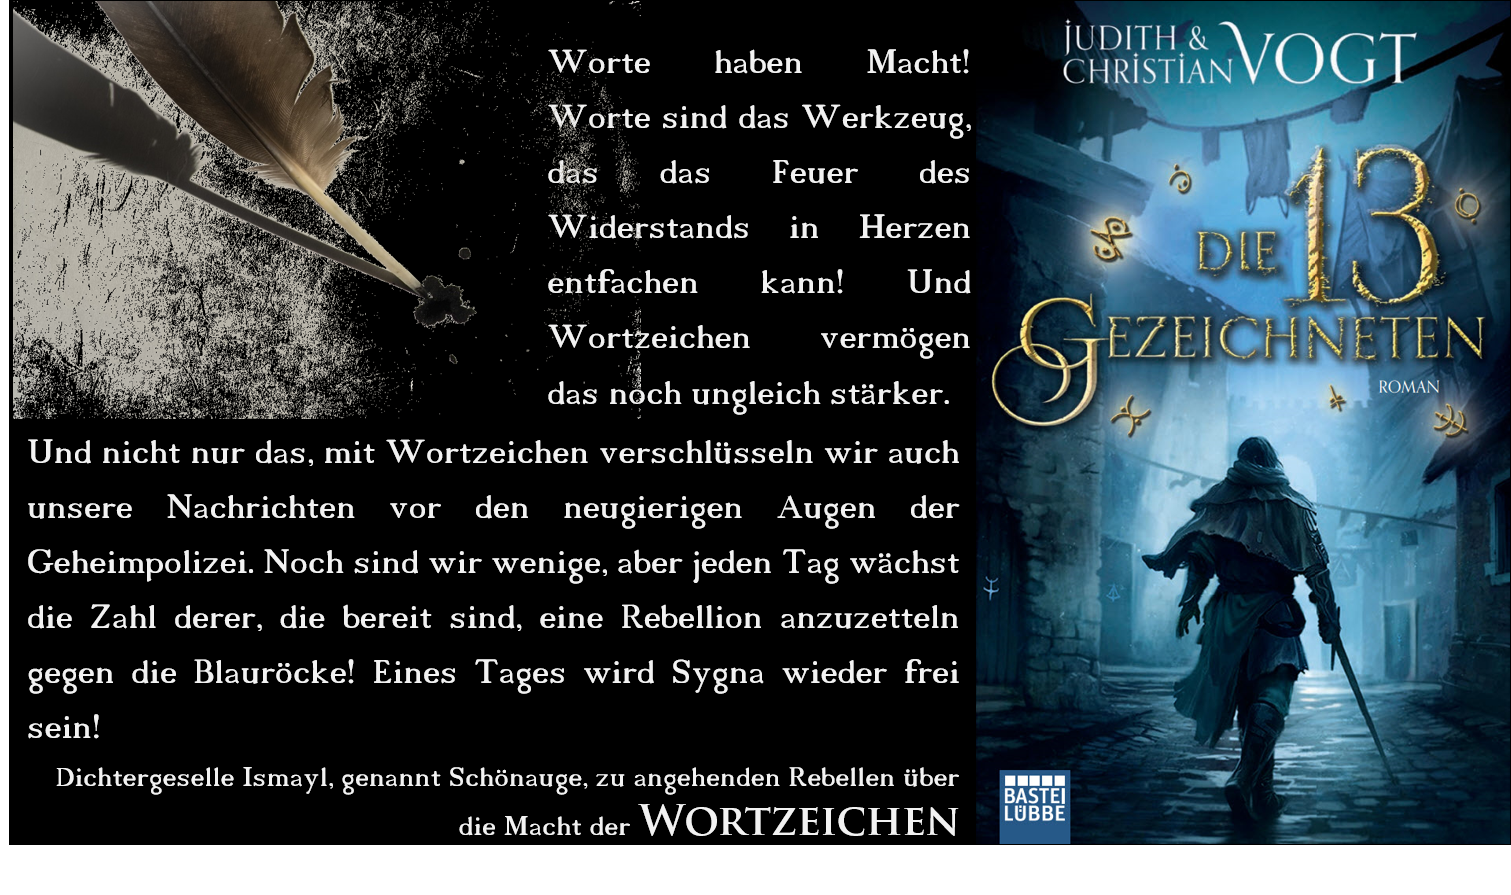 Worte haben Macht!
Worte sind das Werkzeug,
das das Feuer des
Widerstands in Herzen
entfachen kann! Und
Wortzeichen vermögen
das noch ungleich stärker.
Und nicht nur das, mit Wortzeichen verschlüsseln wir auch
unsere Nachrichten vor den neugierigen Augen der
Geheimpolizei. Noch sind wir wenige, aber jeden Tag wächst
die Zahl derer, die bereit sind, eine Rebellion anzuzetteln
gegen die Blauröcke! Eines Tages wird Sygna wieder frei
sein!
Dichtergeselle Ismayl, genannt Schönauge, zu angehenden Rebellen über
die Macht der WORTZEICHEN
JUDITH &
CHRISTIAN VOGT
DIE 13
GEZEICHNETEN
ROMAN
BASTEI
LÜBBE